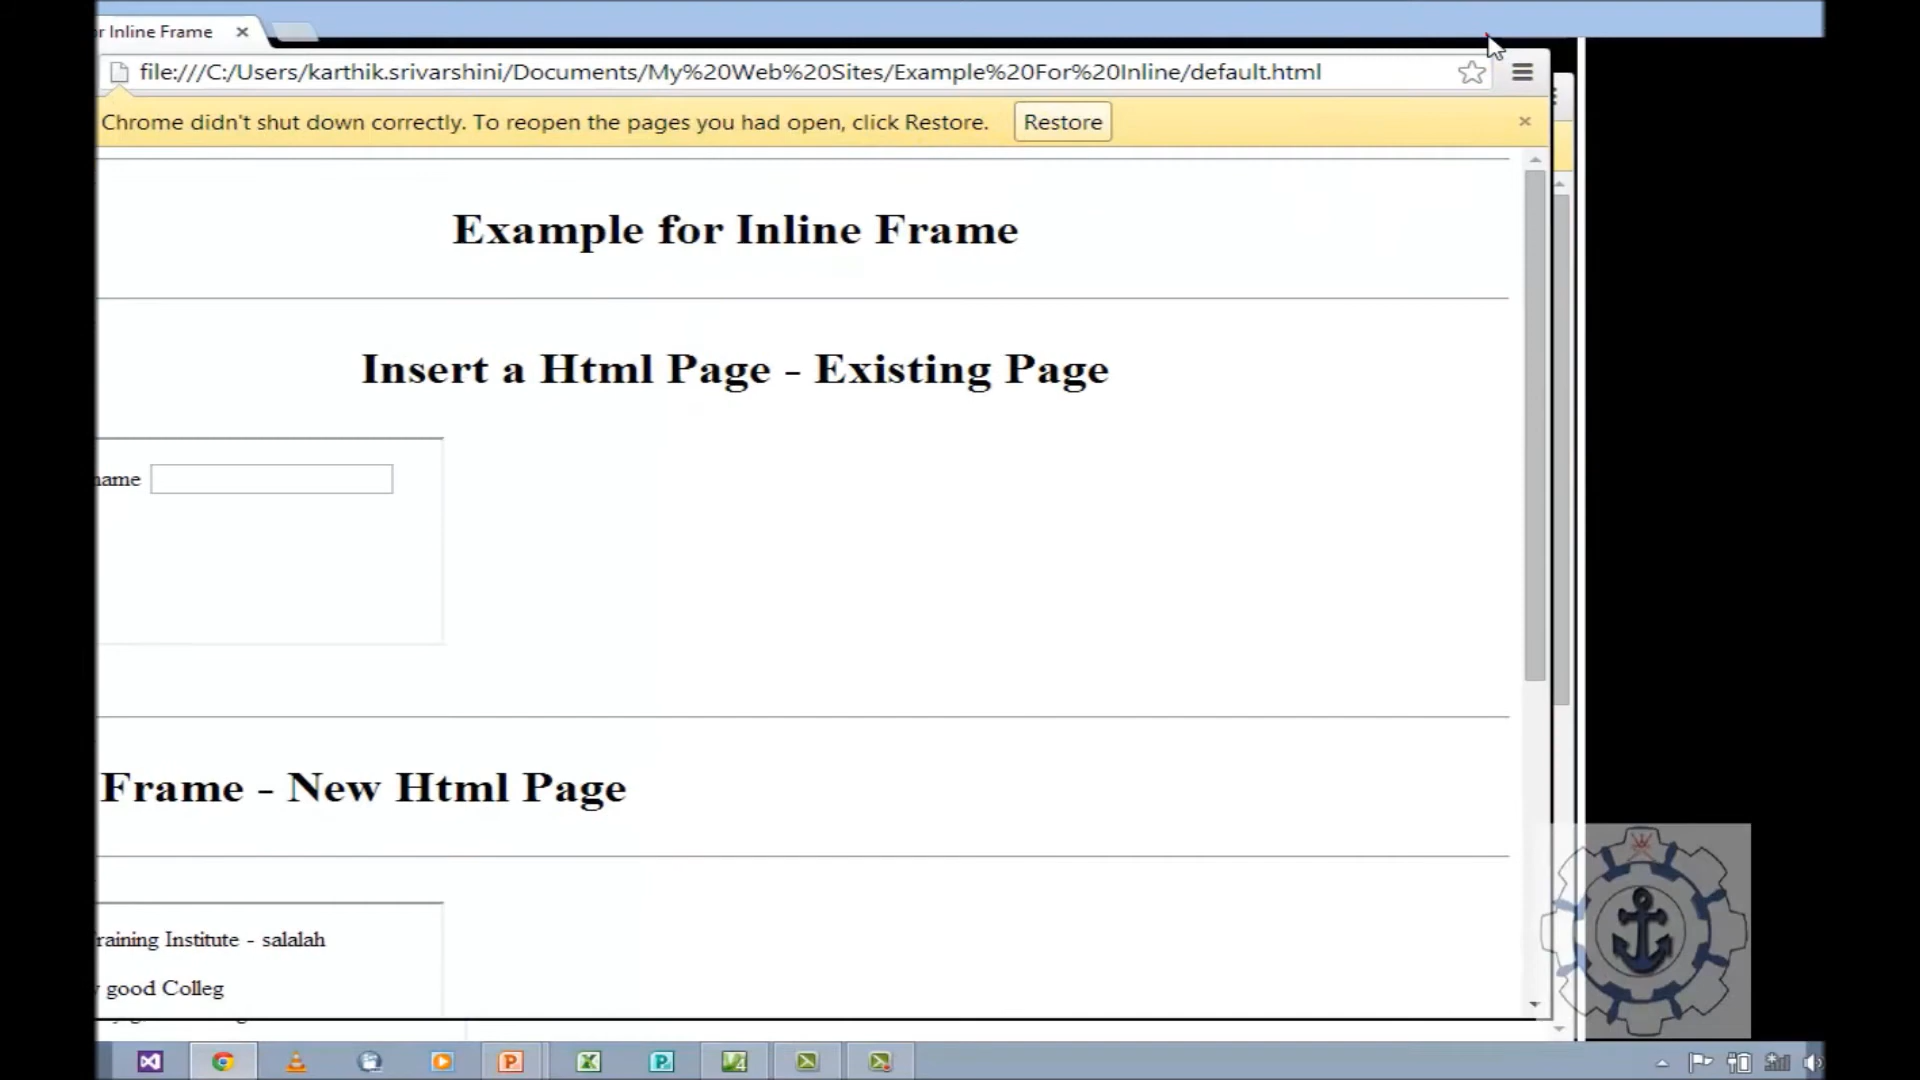 r Inline Frame
file:///C:/Users/karthik.srivarshini/Documents/My%20Web%20Sites/Example%20For%20Inline/default.html
Chrome didn't shut down correctly. To reopen the pages you had open, click Restore. Restore
Example for Inline Frame
Insert a Html Page - Existing Page
name
Frame - New Html Page
raining Institute - salalah
good Colleg